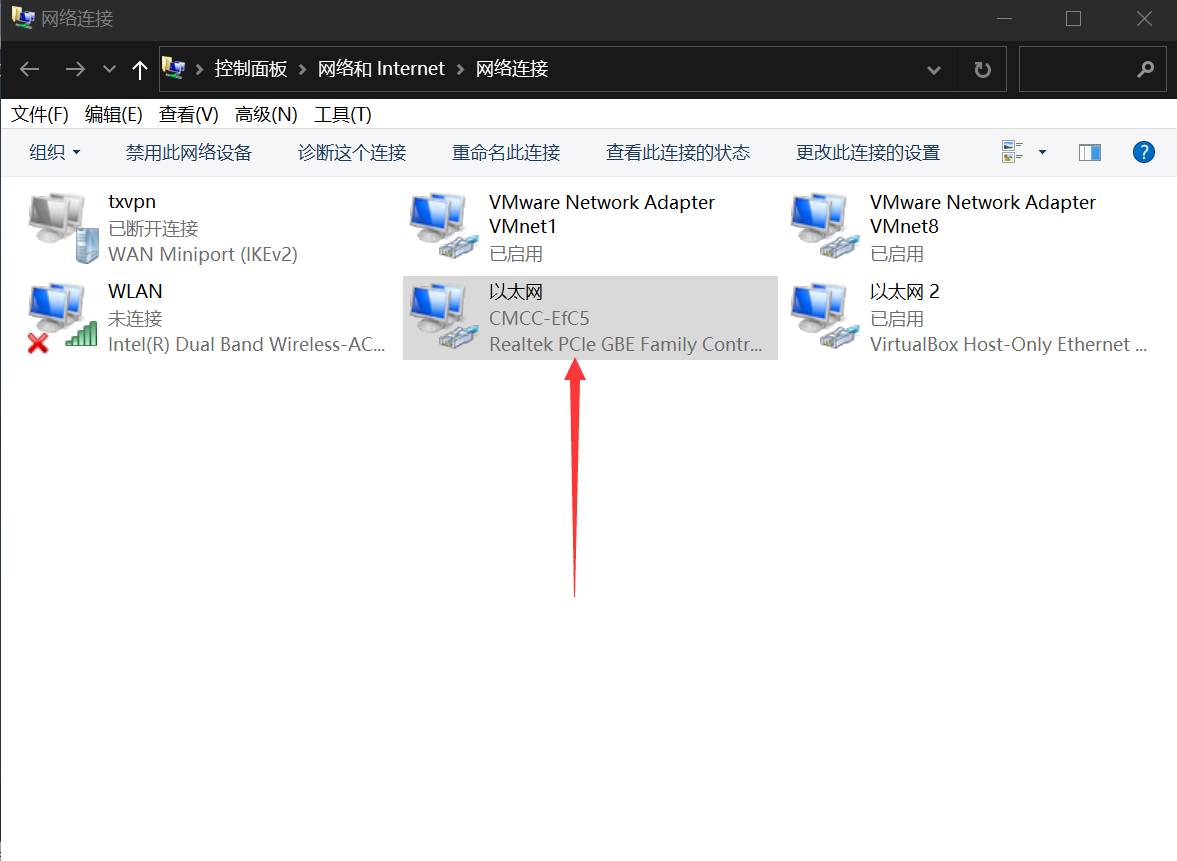 网络连接
控制面板 网络和 Internet 网络连接
文件(F) 编辑(E) 查看(V) 高级(N) 工具(T)
组织 禁用此网络设备 诊断这个连接 重命名此连接 查看此连接的状态 更改此连接的设置
txvpn
已断开连接
WAN Miniport (IKEv2)
VMware Network Adapter
VMnet1
已启用
VMware Network Adapter
VMnet8
已启用
WLAN
未连接
Intel(R) Dual Band Wireless-AC...
以太网
CMCC-EfC5
Realtek PCIe GBE Family Contr...
以太网 2
已启用
VirtualBox Host-Only Ethernet ...